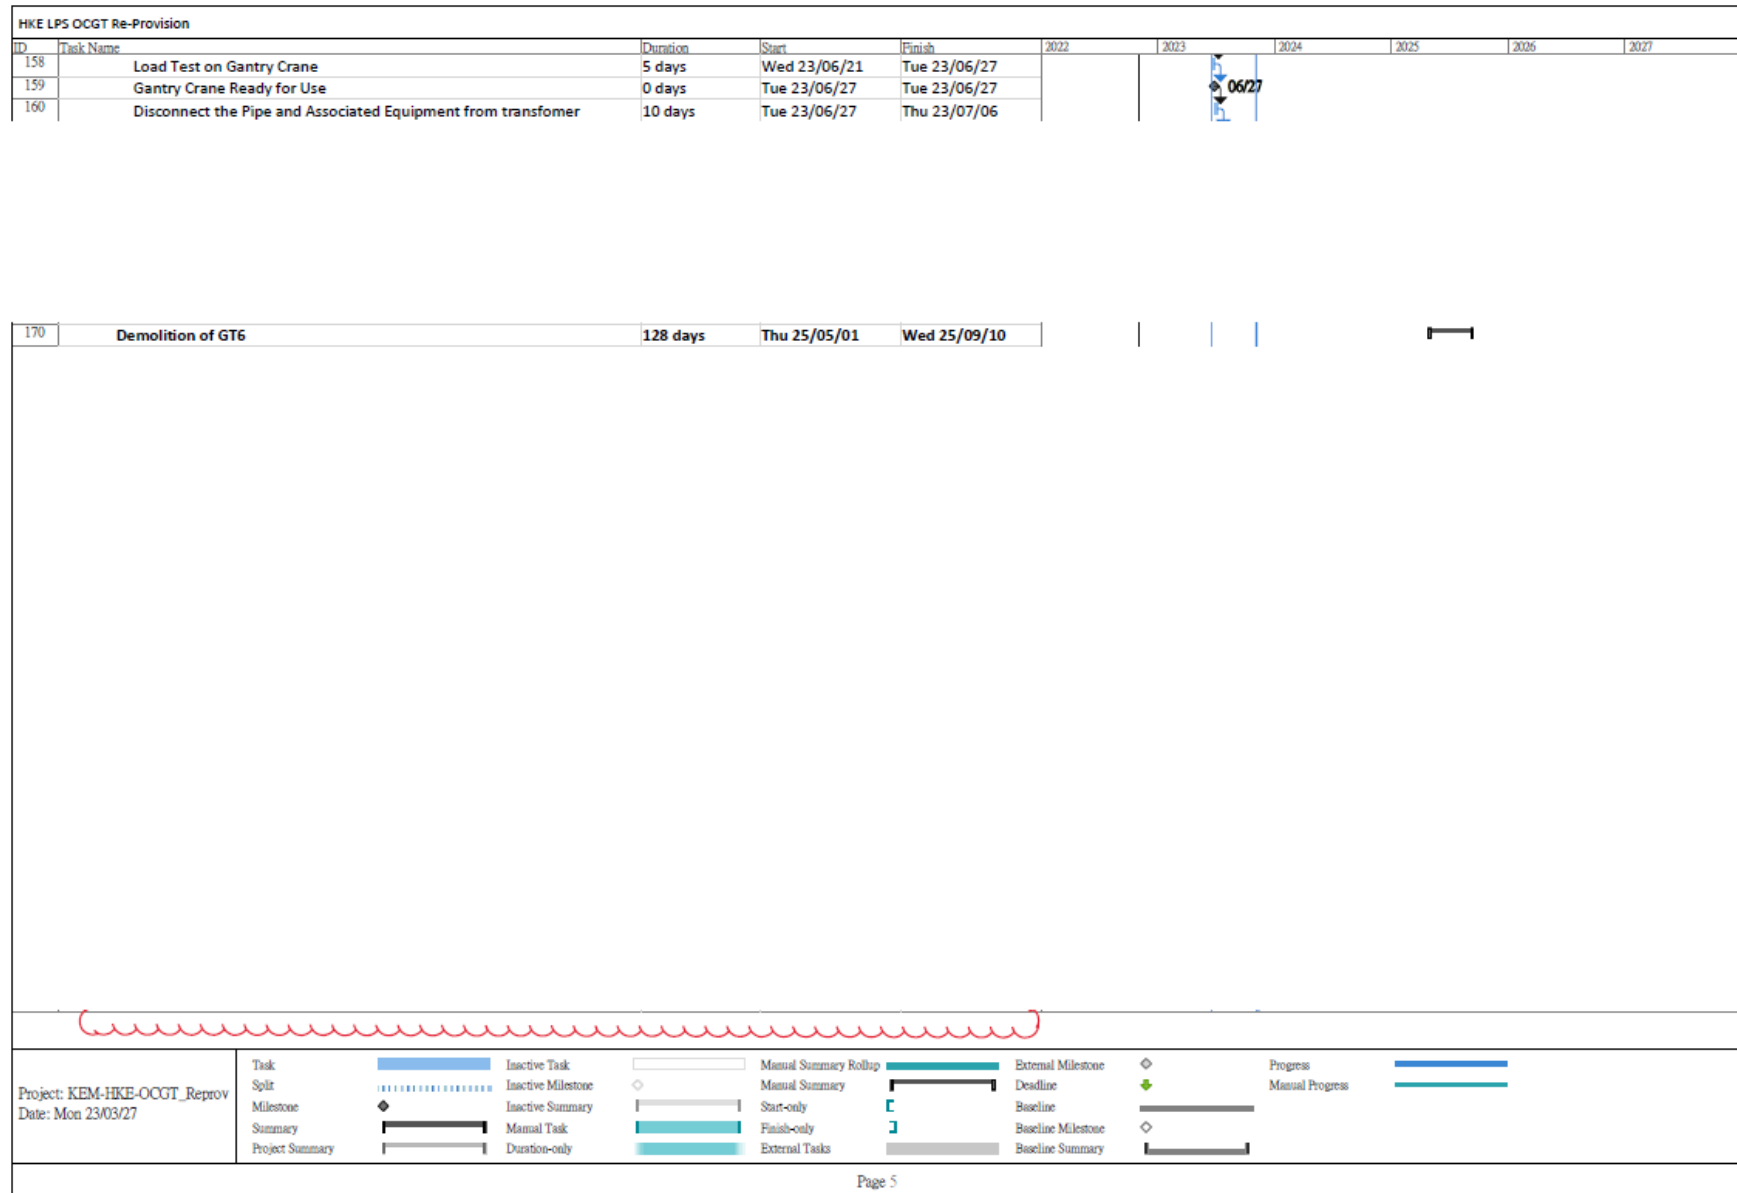 HKE LPS OCGT Re-Provision
ID Task Name Duration Start Finish 2022 2023 2024 2025 2026 2027
158 Load Test on Gantry Crane 5 days Wed 23/06/21 Tue 23/06/27
159 Gantry Crane Ready for Use 0 days Tue 23/06/27 Tue 23/06/27 06/27
160 Disconnect the Pipe and Associated Equipment from transfomer 10 days Tue 23/06/27 Thu 23/07/06
170 Demolition of GT6 128 days Thu 25/05/01 Wed 25/09/10
Project: KEM-HKE-OCGT_Reprov
Date: Mon 23/03/27
Task Inactive Task Manual Summary Rollup External Milestone Progress
Split Inactive Milestone Manual Summary Deadline Manual Progress
Milestone Inactive Summary Start-only Baseline
Summary Manual Task Finish-only Baseline Milestone
Project Summary Duration-only External Tasks Baseline Summary
Page 5